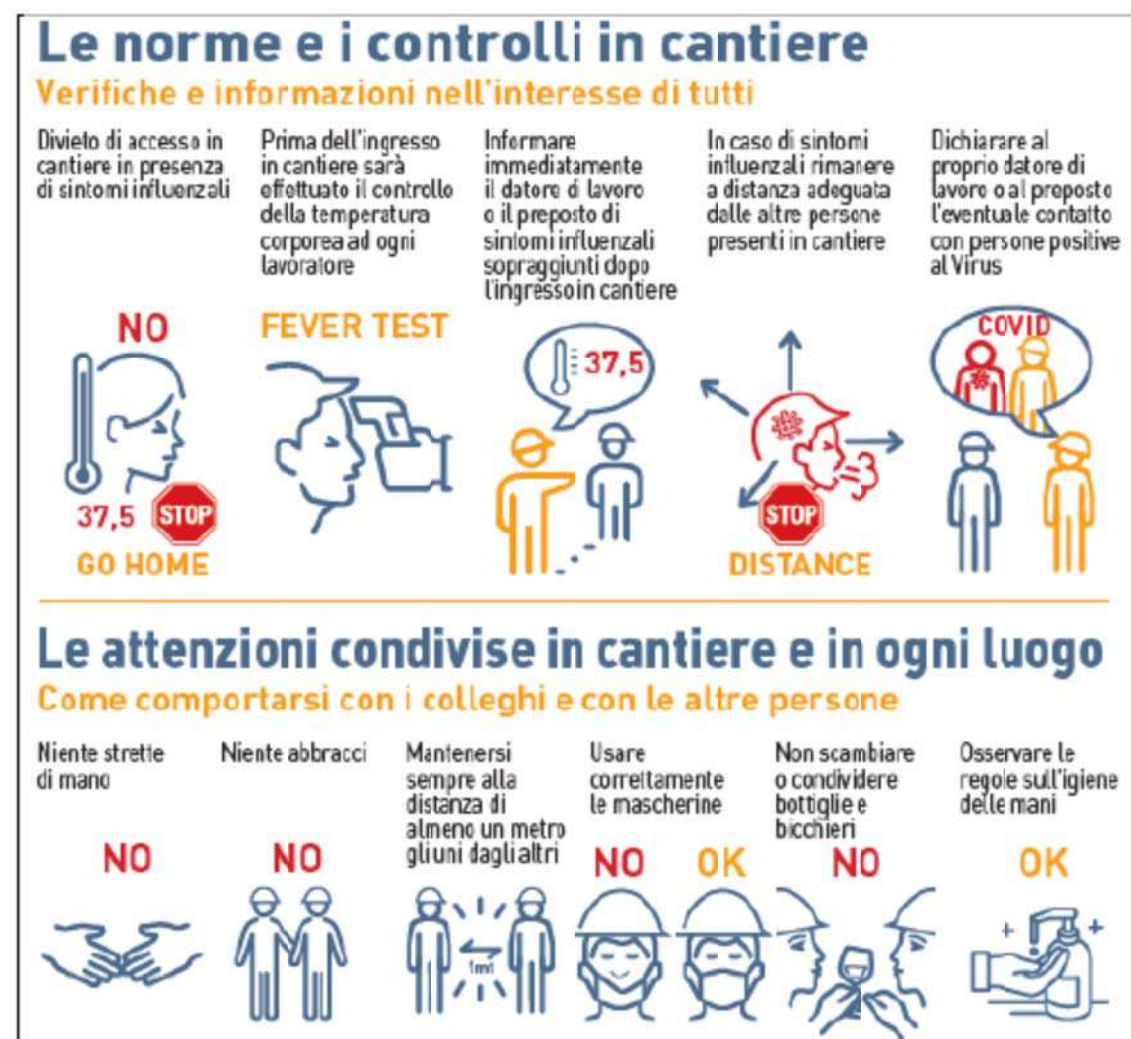 Le norme e i controlli in cantiere
Verifiche e informazioni nell'interesse di tutti
Divieto di accesso in
cantiere in presenza
di sintomi influenzali
Prima dell'ingresso
in cantiere sarà
effettuato il controllo
della temperatura
corporea ad ogni
lavoratore
Informare
immediatamente
il datore di lavoro
o il preposto di
sintomi influenzali
sopraggiunti dopo
l'ingresso in cantiere
In caso di sintomi
influenzali rimanere
a distanza adeguata
dalle altre persone
presenti in cantiere
Dichiarare al
proprio datore di
lavoro o al preposto
l'eventuale contatto
con persone positive
al Virus
NO
37,5
STOP
GO HOME
FEVER TEST
37,5
STOP
DISTANCE
COVID
Le attenzioni condivise in cantiere e in ogni luogo
Come comportarsi con i colleghi e con le altre persone
Niente strette
di mano
NO
Niente abbracci
NO
Mantenersi
sempre alla
distanza di
almeno un metro
gli uni dagli altri
1mt
Usare
correttamente
le mascherine
NO
OK
Non scambiare
o condividere
bottiglie e
bicchieri
NO
Osservare le
regole sull'igiene
delle mani
OK